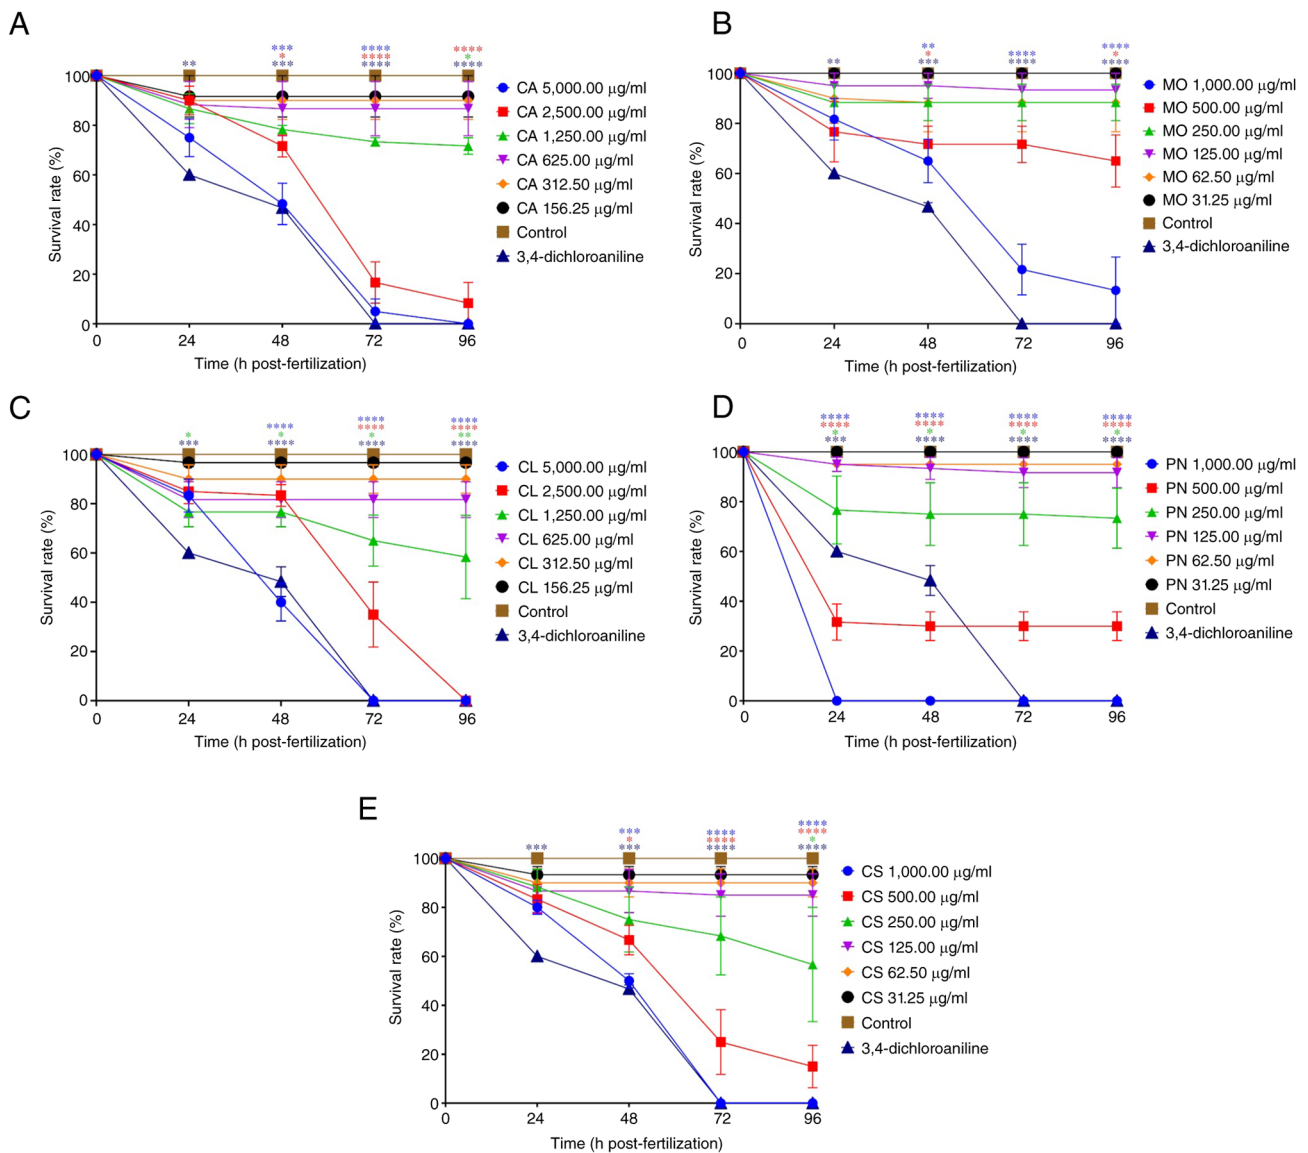 A
** *** **** ****
* **** *
*** **** ****
100
80
60
40
20
0
Survival rate (%)
0 24 48 72 96
Time (h post-fertilization)
CA 5,000.00 μg/ml
CA 2,500.00 μg/ml
CA 1,250.00 μg/ml
CA 625.00 μg/ml
CA 312.50 μg/ml
CA 156.25 μg/ml
Control
3,4-dichloroaniline
B
** **** ****
* *
** *** **** ****
100
80
60
40
20
0
Survival rate (%)
0 24 48 72 96
Time (h post-fertilization)
MO 1,000.00 μg/ml
MO 500.00 μg/ml
MO 250.00 μg/ml
MO 125.00 μg/ml
MO 62.50 μg/ml
MO 31.25 μg/ml
Control
3,4-dichloroaniline
C
**** ****
**** **** ****
* * * **
*** **** **** ****
100
80
60
40
20
0
Survival rate (%)
0 24 48 72 96
Time (h post-fertilization)
CL 5,000.00 μg/ml
CL 2,500.00 μg/ml
CL 1,250.00 μg/ml
CL 625.00 μg/ml
CL 312.50 μg/ml
CL 156.25 μg/ml
Control
3,4-dichloroaniline
D
**** **** **** ****
**** **** **** ****
* * * *
*** **** **** ****
100
80
60
40
20
0
Survival rate (%)
0 24 48 72 96
Time (h post-fertilization)
PN 1,000.00 μg/ml
PN 500.00 μg/ml
PN 250.00 μg/ml
PN 125.00 μg/ml
PN 62.50 μg/ml
PN 31.25 μg/ml
Control
3,4-dichloroaniline
E
****
*** **** ****
* **** *
*** *** **** ****
100
80
60
40
20
0
Survival rate (%)
0 24 48 72 96
Time (h post-fertilization)
CS 1,000.00 μg/ml
CS 500.00 μg/ml
CS 250.00 μg/ml
CS 125.00 μg/ml
CS 62.50 μg/ml
CS 31.25 μg/ml
Control
3,4-dichloroaniline